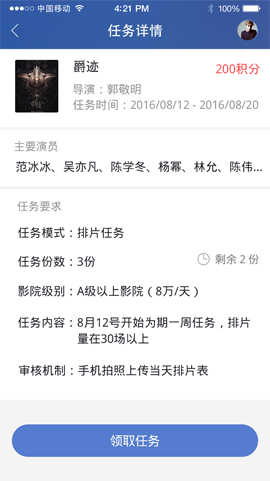 中国移动 4:21 PM 100%
任务详情
爵迹
200积分
导演：郭敬明
任务时间：2016/08/12 - 2016/08/20
主要演员
范冰冰、吴亦凡、陈学冬、杨幂、林允、陈伟...
任务要求
任务模式：排片任务
任务份数：3份
剩余 2 份
影院级别：A级以上影院（8万/天）
任务内容：8月12号开始为期一周任务，排片
量在30场以上
审核机制：手机拍照上传当天排片表
领取任务